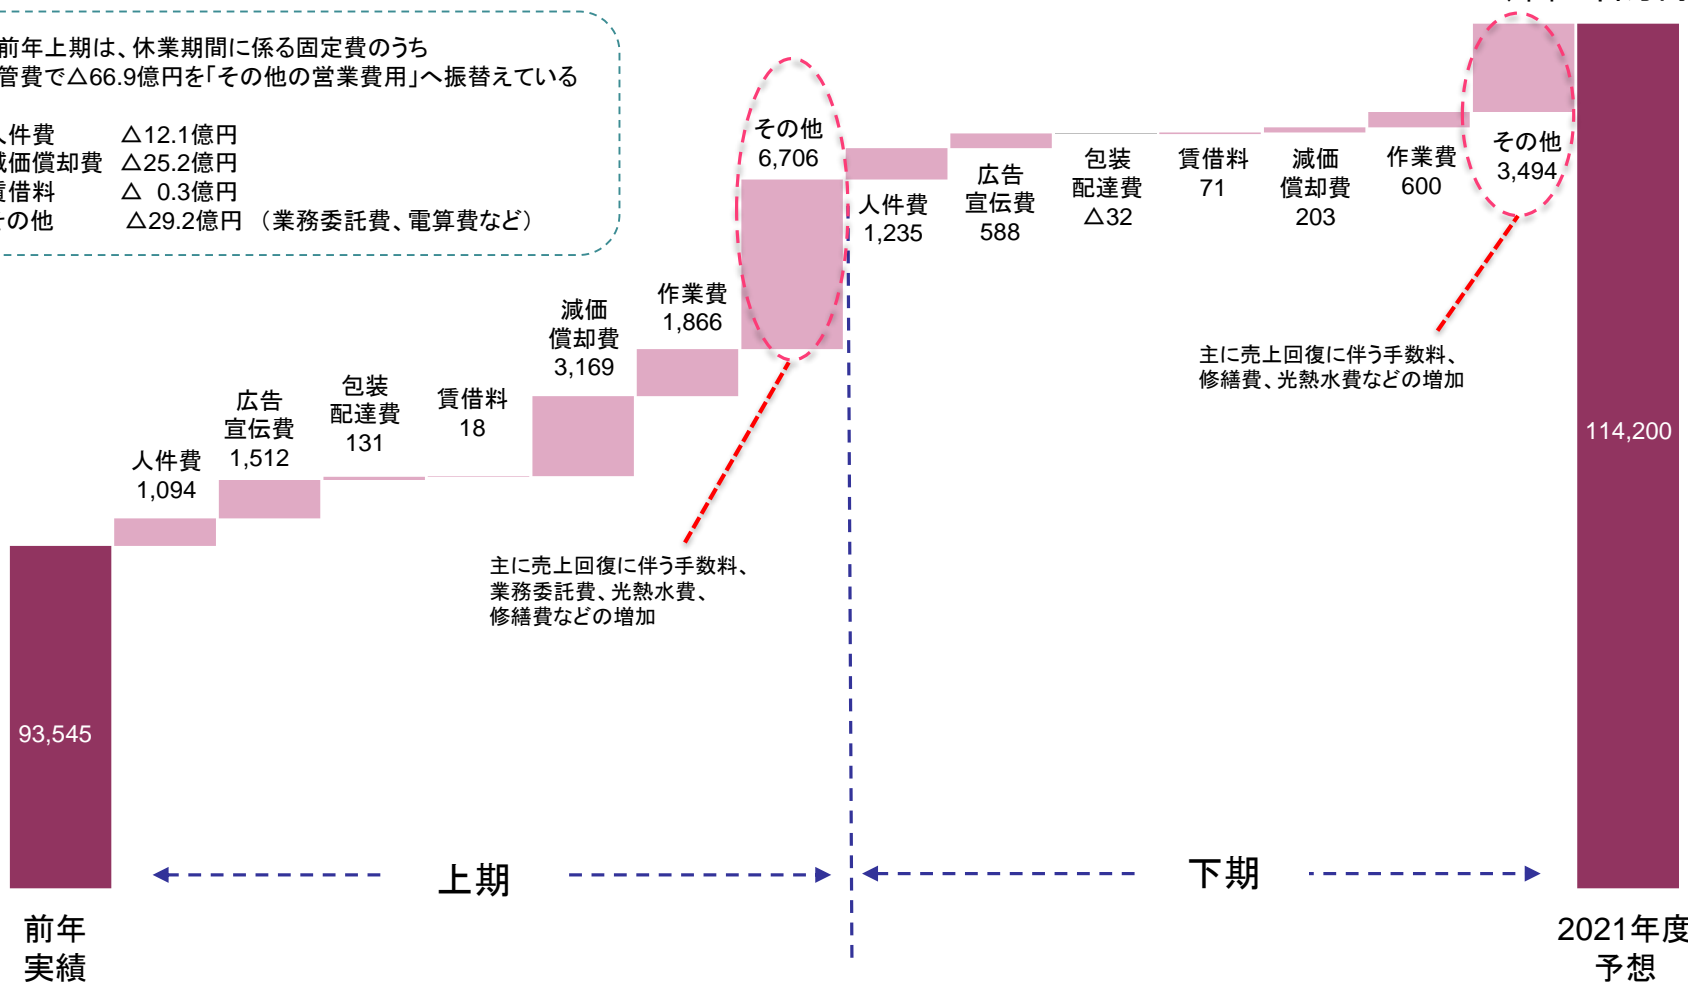 前年上期は、休業期間に係る固定費のうち
管費で△66.9億円を「その他の営業費用」へ振替えている
人件費 △12.1億円
減価償却費 △25.2億円
賃借料 △ 0.3億円
その他 △29.2億円 (業務委託費、電算費など)
その他
6,706
人件費
1,235
広告
宣伝費
588
包装
配達費
△32
賃借料
71
減価
償却費
203
作業費
600
その他
3,494
減価
償却費
3,169
作業費
1,866
広告
宣伝費
1,512
包装
配達費
131
賃借料
18
人件費
1,094
主に売上回復に伴う手数料、
修繕費、光熱水費などの増加
主に売上回復に伴う手数料、
業務委託費、光熱水費、
修繕費などの増加
93,545
114,200
上期
下期
前年
実績
2021年度
予想